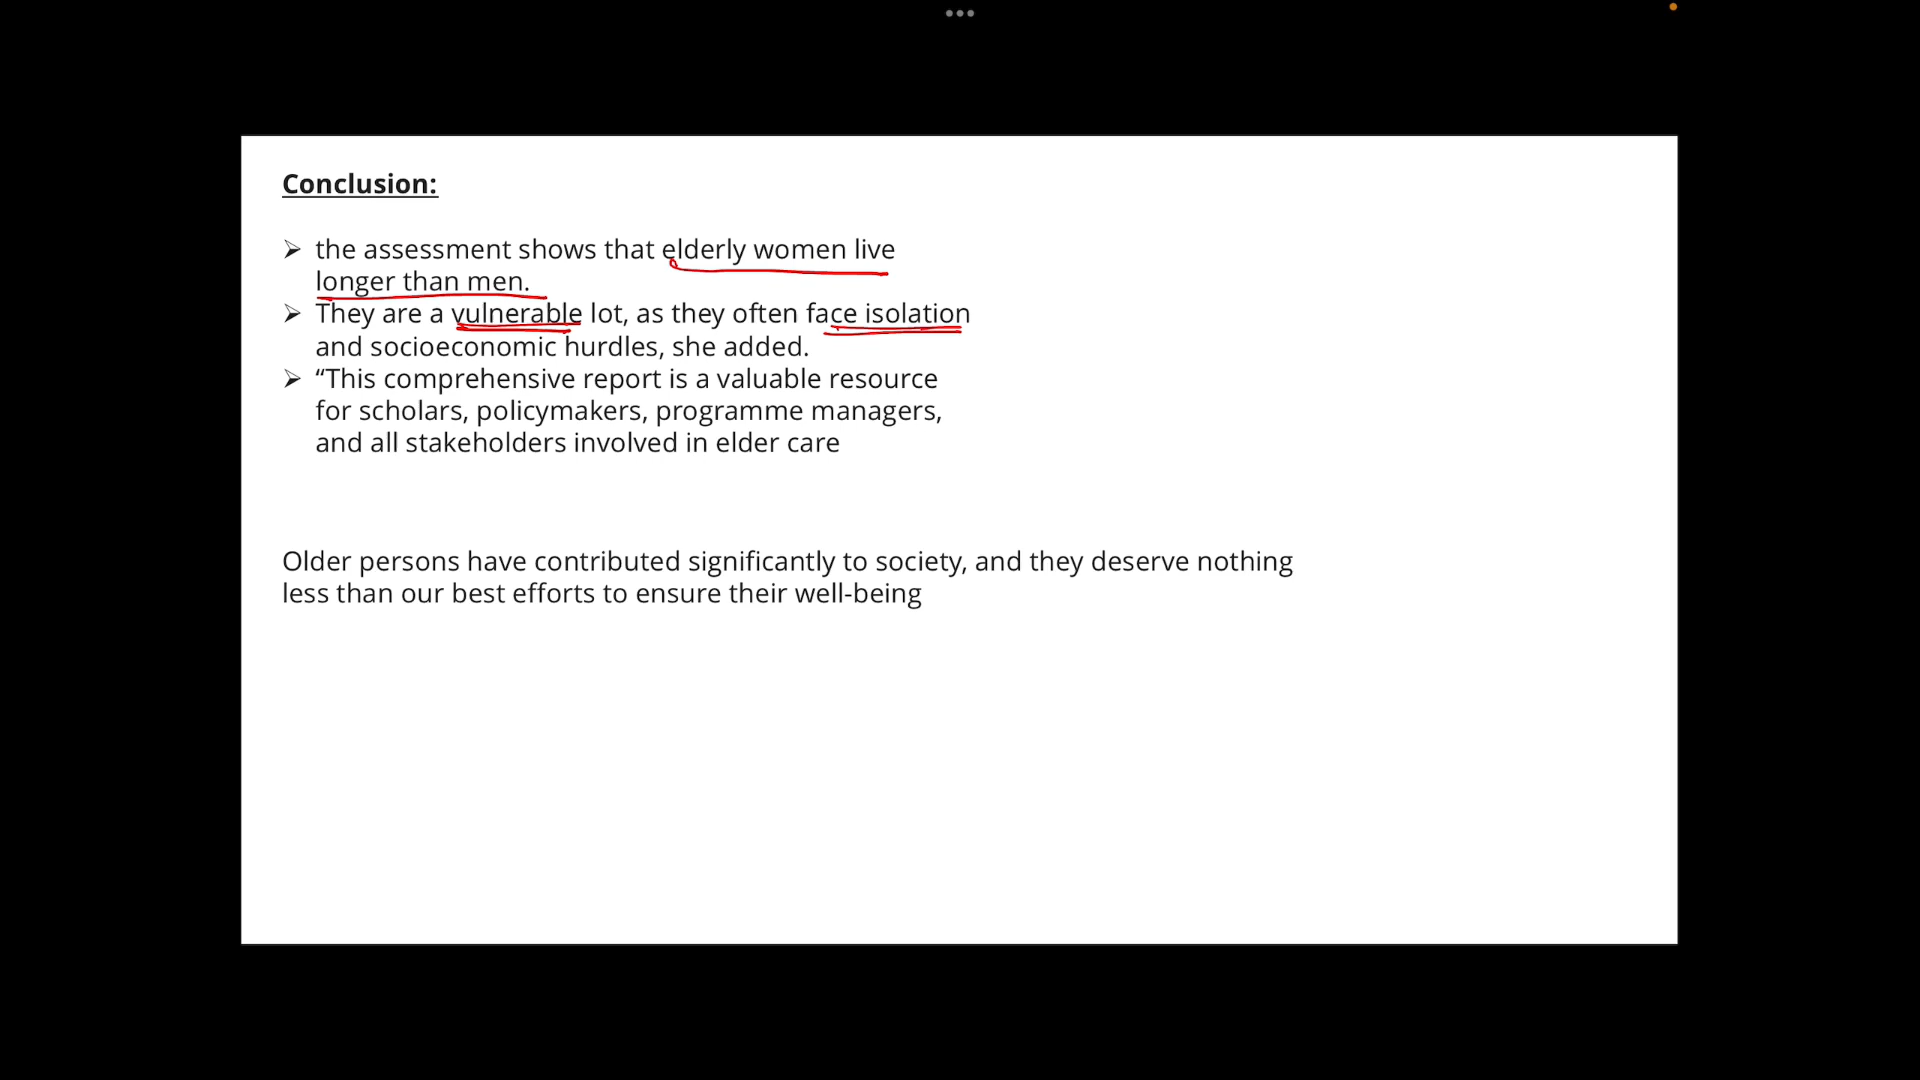 Conclusion:
➢ the assessment shows that elderly women live
longer than men.
➢ They are a vulnerable lot, as they often face isolation
and socioeconomic hurdles, she added.
➢ “This comprehensive report is a valuable resource
for scholars, policymakers, programme managers,
and all stakeholders involved in elder care
Older persons have contributed significantly to society, and they deserve nothing
less than our best efforts to ensure their well-being